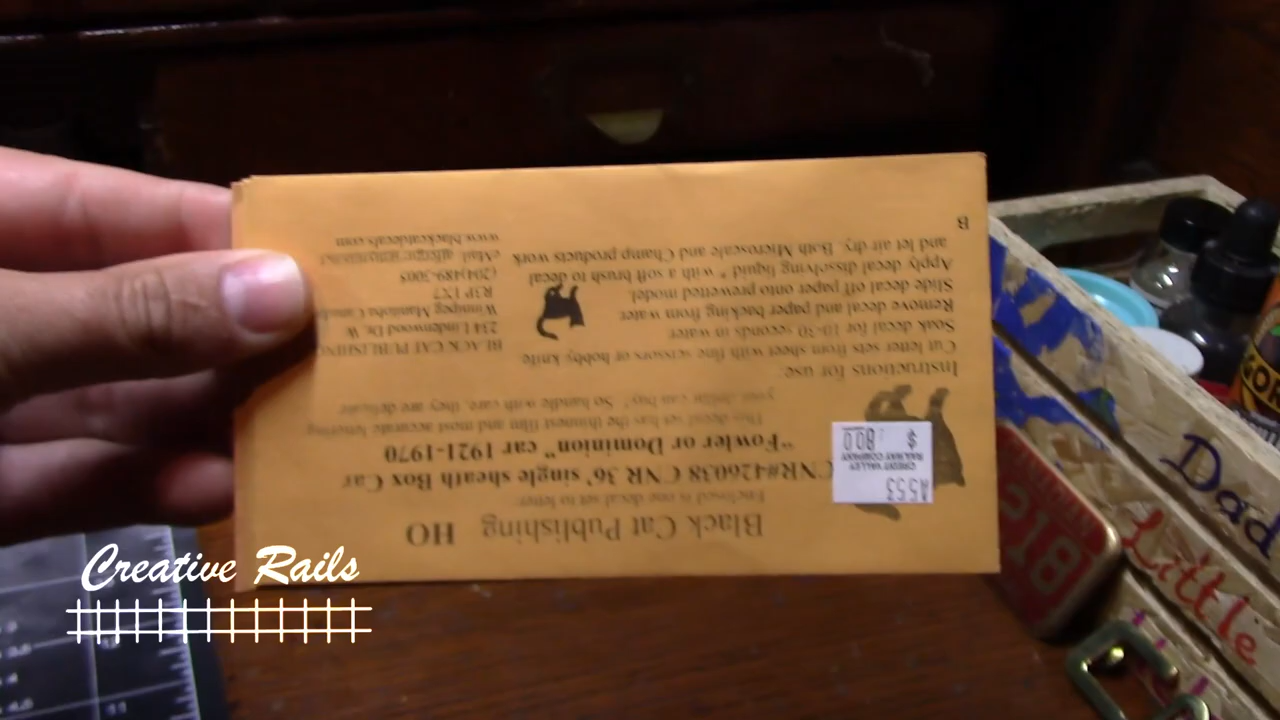 Black Cat Publishing HO
Enclosed is one decal set to letter:
CNR#426038 CNR 36' single sheath Box Car
"Fowler or Dominion" car 1921-1970
This decal set has the thinnest film and most accurate lettering
your dollar can buy! So handle with care, they are delicate
Instructions for use:
Cut letter sets from sheet with fine scissors or hobby knife
Soak decal for 10-30 seconds in water
Remove decal and paper backing from water
Slide decal off paper onto prewetted model.
Apply decal dissolving liquid * with a soft brush to decal
and let air dry. Both Microscale and Champ products work
B
BLACK CAT PUBLISHING
234 Lindenwood Dr. W
Winnipeg Manitoba Canada
R3P 1X7
(204)489-3005
eMail
www.blackcatdecals.com
A553
CREDIT VALLEY
RAILWAY COMPANY
$ 8.00
Creative Rails
Dad
Little